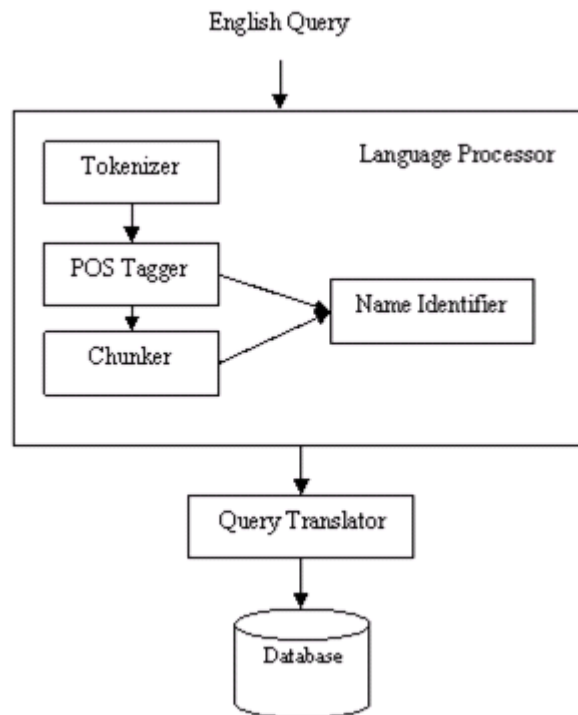 English Query
Language Processor
Tokenizer
POS Tagger
Name Identifier
Chunker
Query Translator
Database